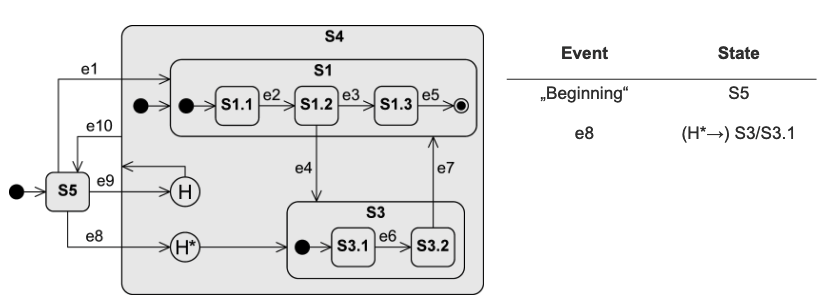 S4
S1
e1
S1.1
e2
S1.2
e3
S1.3
e5
e10
e4
e7
S5
e9
H
e8
H*
S3
S3.1
e6
S3.2
Event State
„Beginning“ S5
e8 (H*→) S3/S3.1